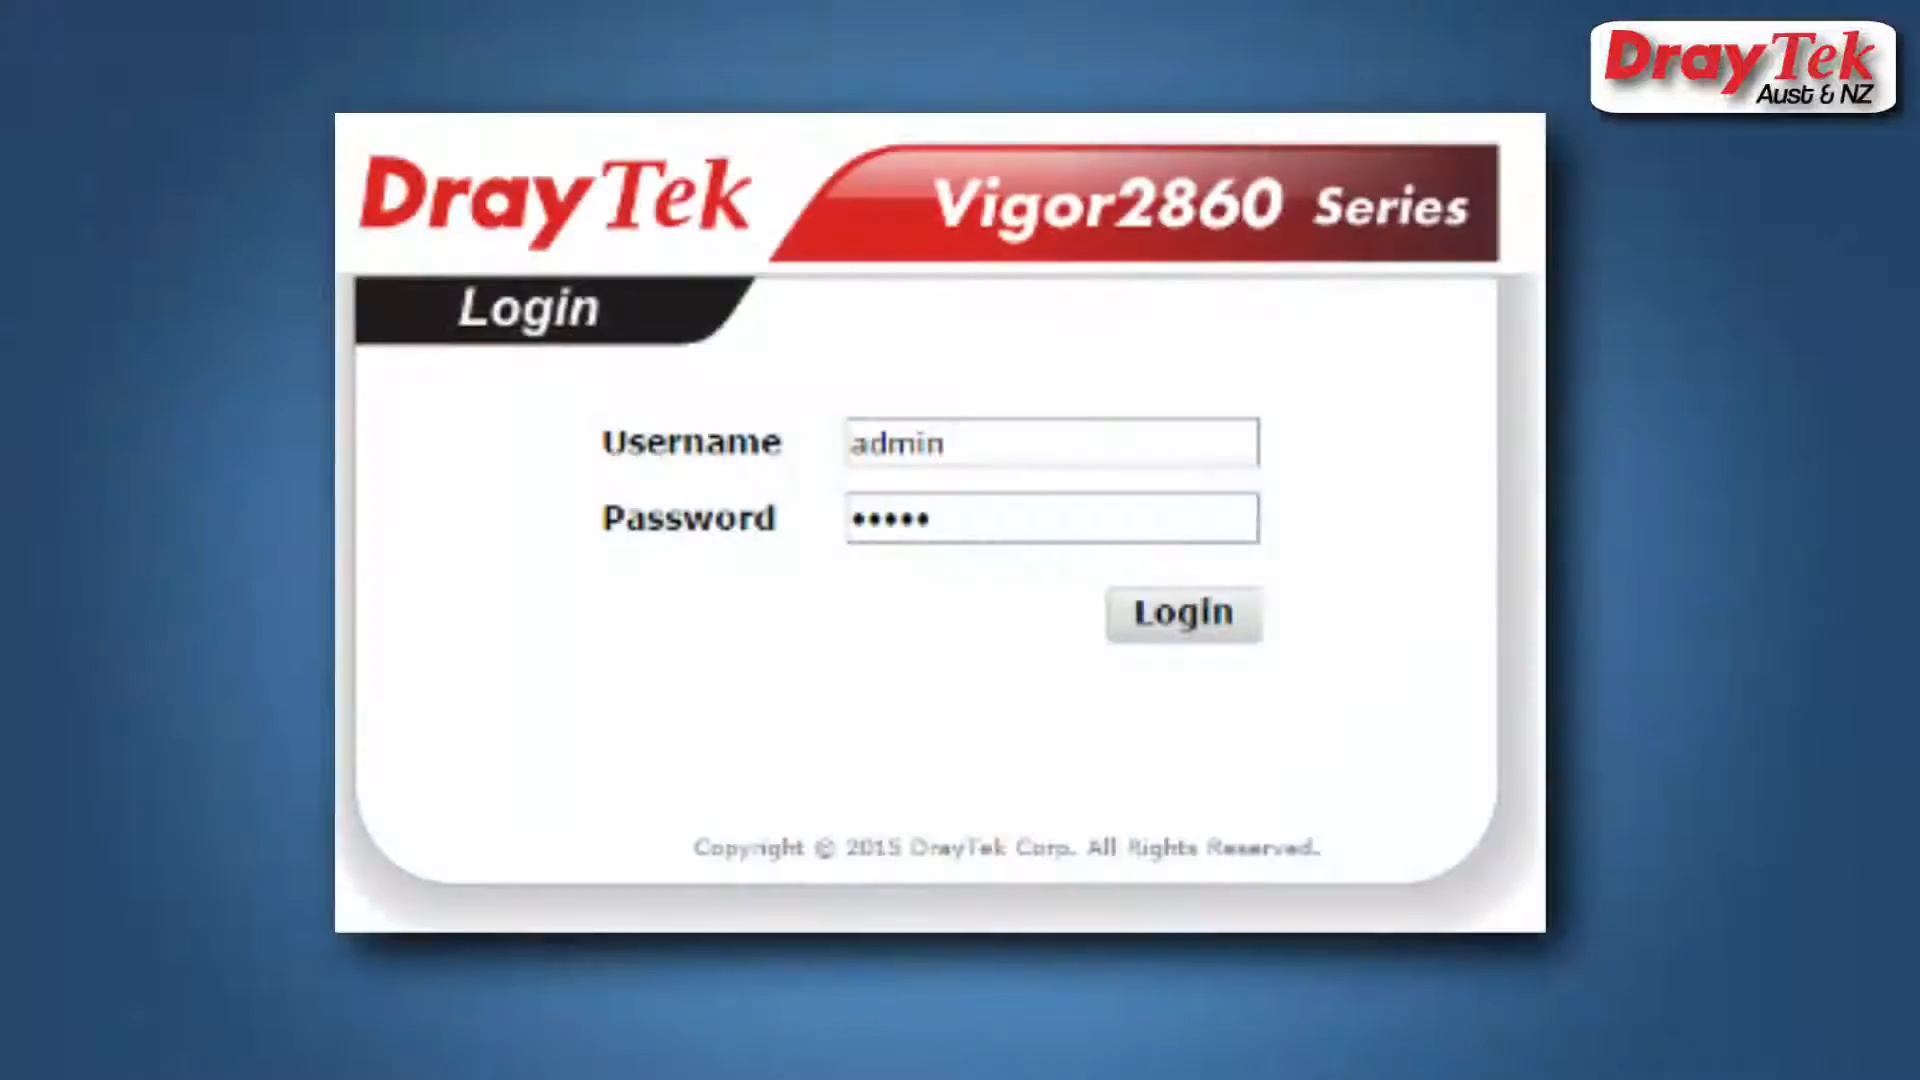 DrayTek
Aust & NZ
DrayTek
Vigor2860 Series
Login
Username
admin
Password
•••••
Login
Copyright © 2015 DrayTek Corp. All Rights Reserved.